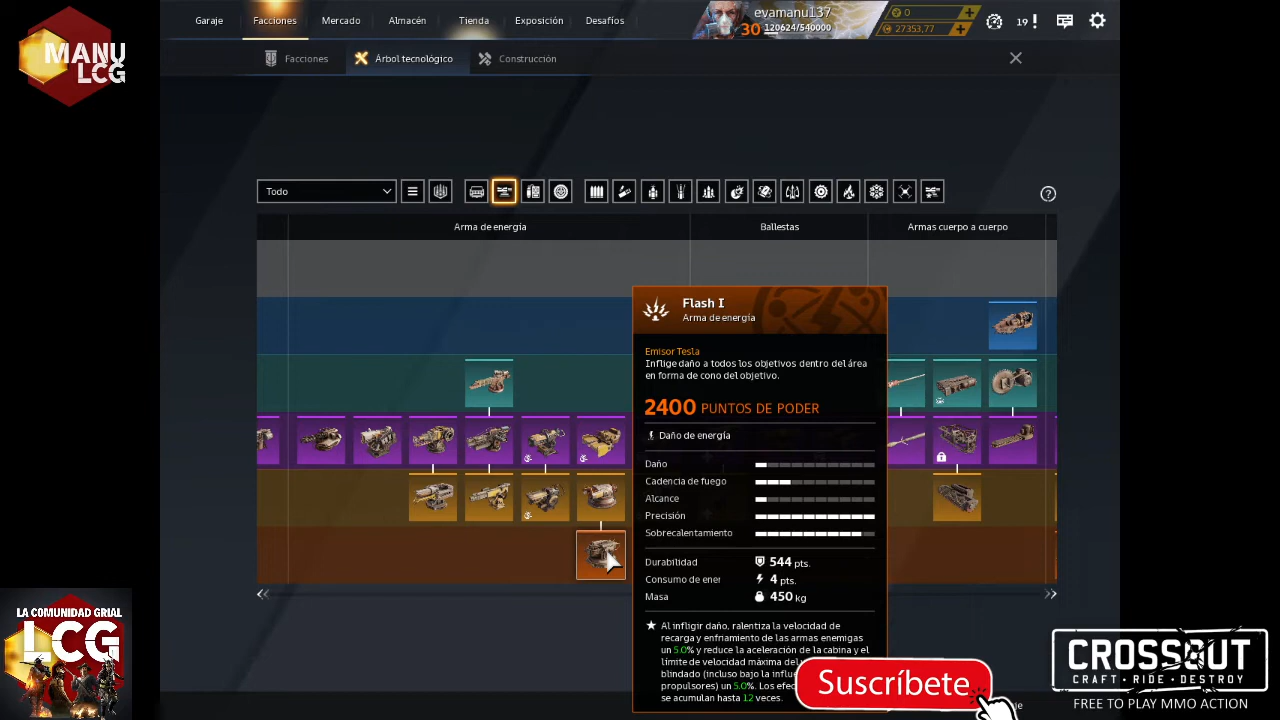 MANU
LCG
Garaje
Facciones
Mercado
Almacén
Tienda
Exposición
Desafíos
evamanu137
30 120624/540000
0
27353,77
19 !
Facciones
Árbol tecnológico
Construcción
Todo
?
Arma de energía
Ballestas
Armas cuerpo a cuerpo
Flash I
Arma de energía
Emisor Tesla
Inflige daño a todos los objetivos dentro del área
en forma de cono del objetivo.
2400 PUNTOS DE PODER
Daño de energía
Daño
Cadencia de fuego
Alcance
Precisión
Sobrecalentamiento
Durabilidad 544 pts.
Consumo de ener 4 pts.
Masa 450 kg
Al infligir daño, ralentiza la velocidad de
recarga y enfriamiento de las armas enemigas
un 5.0% y reduce la aceleración de la cabina y el
límite de velocidad máxima del
blindado (incluso bajo la
propulsores) un 5.0%. Los
se acumulan hasta 12 veces.
Suscríbete
LA COMUNIDAD GRIAL
LCG
CROSSOUT
CRAFT · RIDE · DESTROY
FREE TO PLAY MMO ACTION